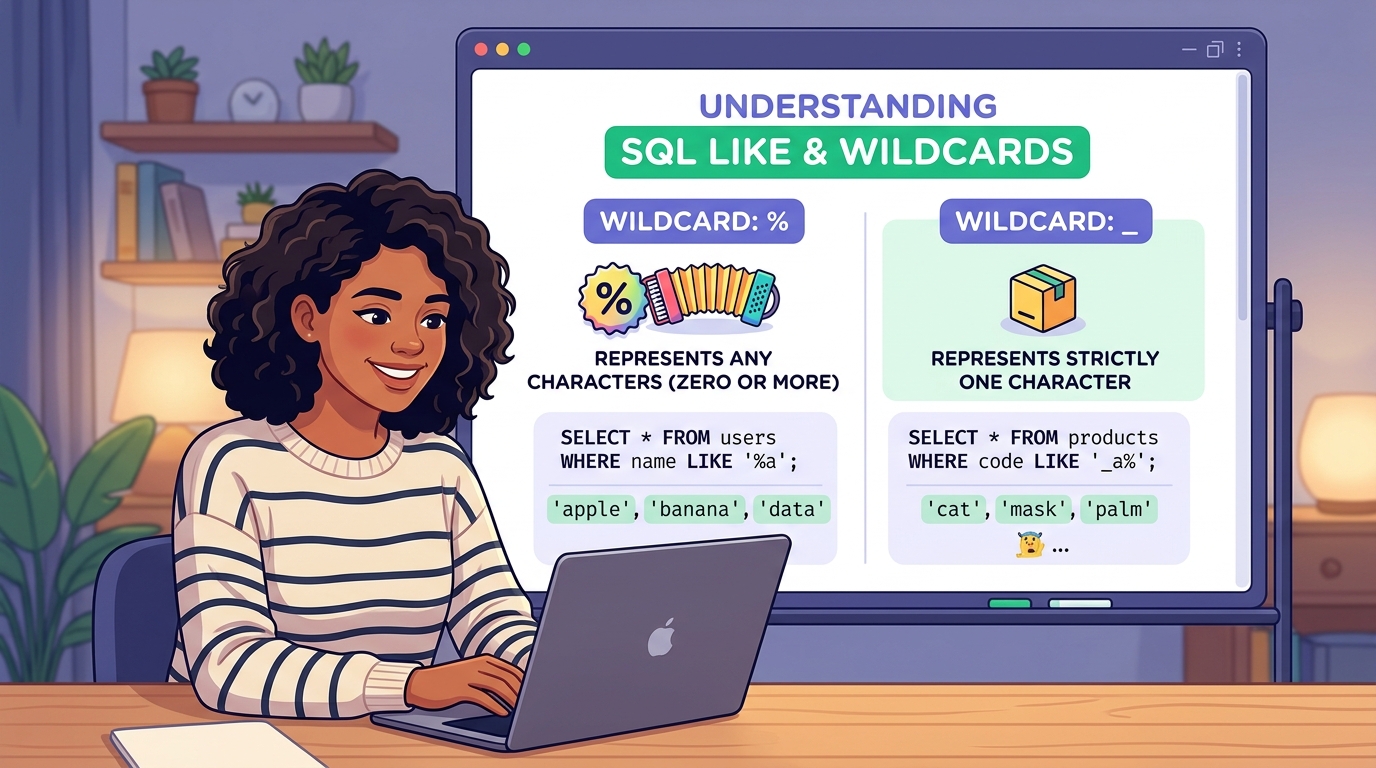 UNDERSTANDING
SQL LIKE & WILDCARDS
WILDCARD: %
%
REPRESENTS ANY
CHARACTERS (ZERO OR MORE)
SELECT * FROM users
WHERE name LIKE '%a';
'apple', 'banana', 'data'
WILDCARD: _
REPRESENTS STRICTLY
ONE CHARACTER
SELECT * FROM products
WHERE code LIKE '_a%';
'cat', 'mask', 'palm'
...